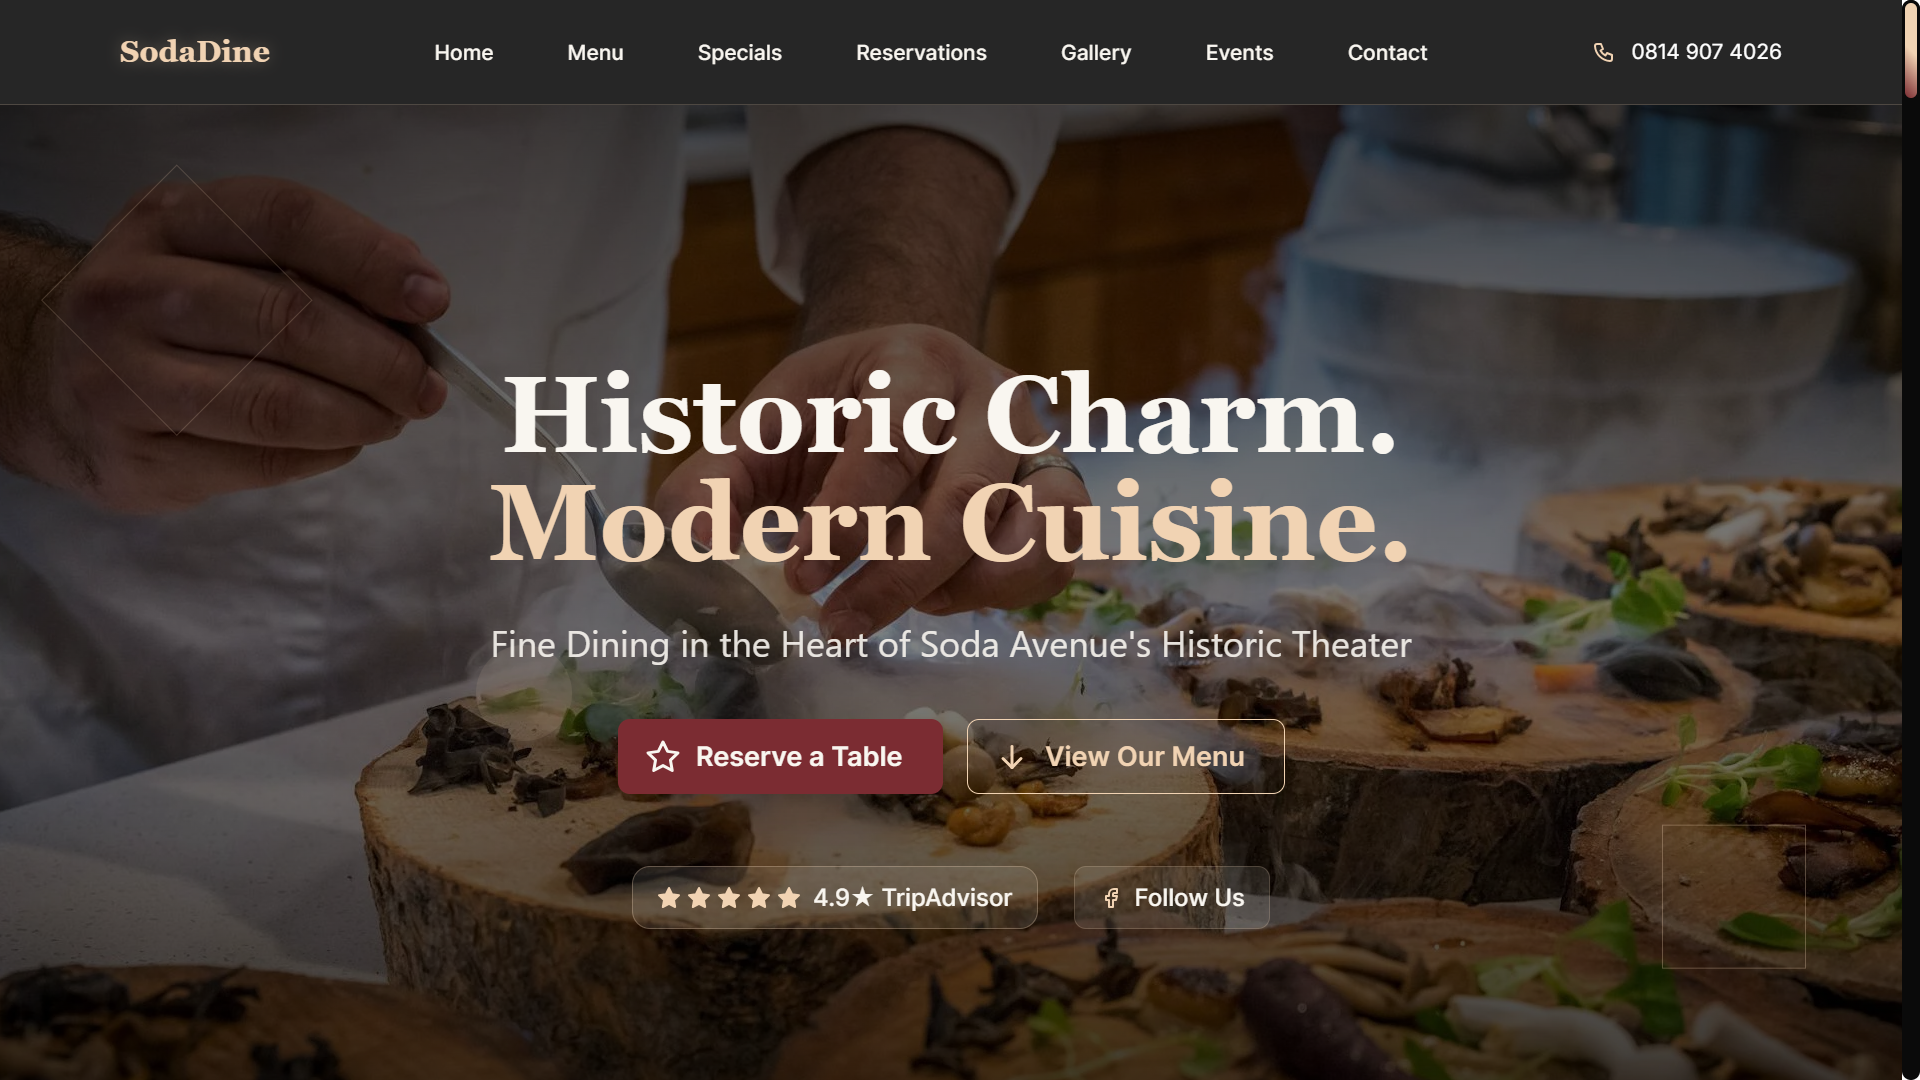 SodaDine
Home
Menu
Specials
Reservations
Gallery
Events
Contact
0814 907 4026
Historic Charm.
Modern Cuisine.
Fine Dining in the Heart of Soda Avenue's Historic Theater
Reserve a Table
View Our Menu
4.9★ TripAdvisor
Follow Us